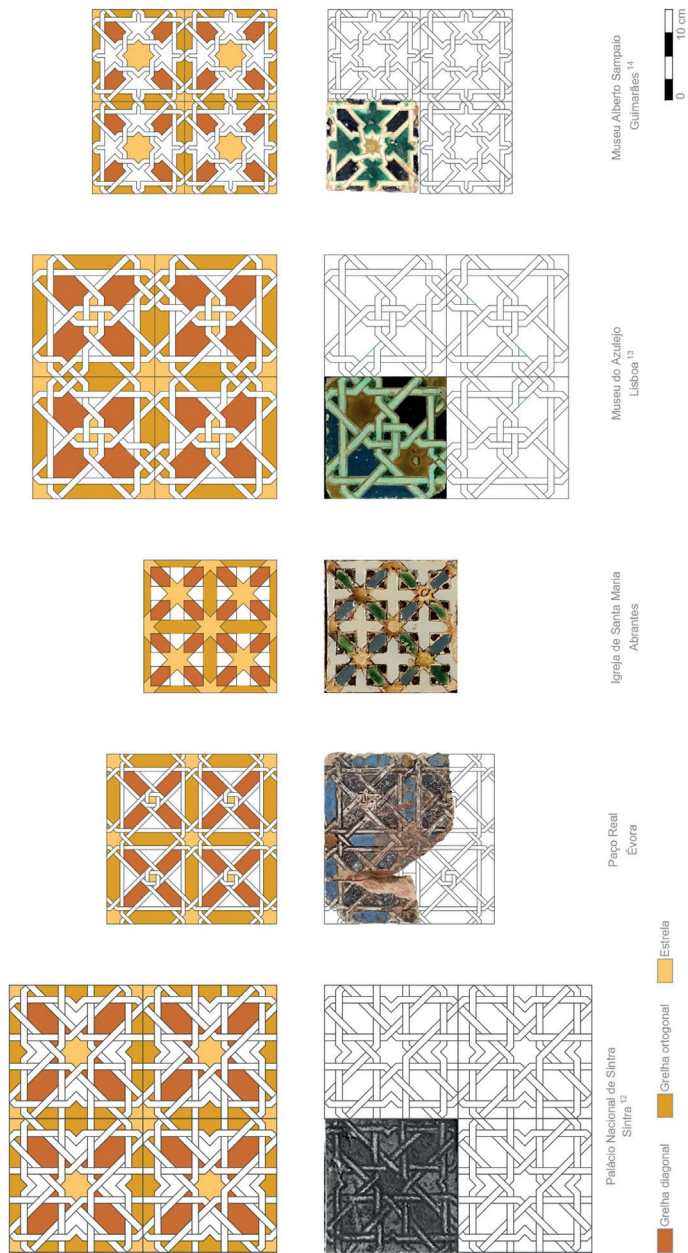 Palácio Nacional de Sintra
Sintra ¹²
Paço Real
Évora
Igreja de Santa Maria
Abrantes
Museu do Azulejo
Lisboa ¹³
Museu Alberto Sampaio
Guimarães ¹⁴
Grelha diagonal
Grelha ortogonal
Estrela
0
10 cm